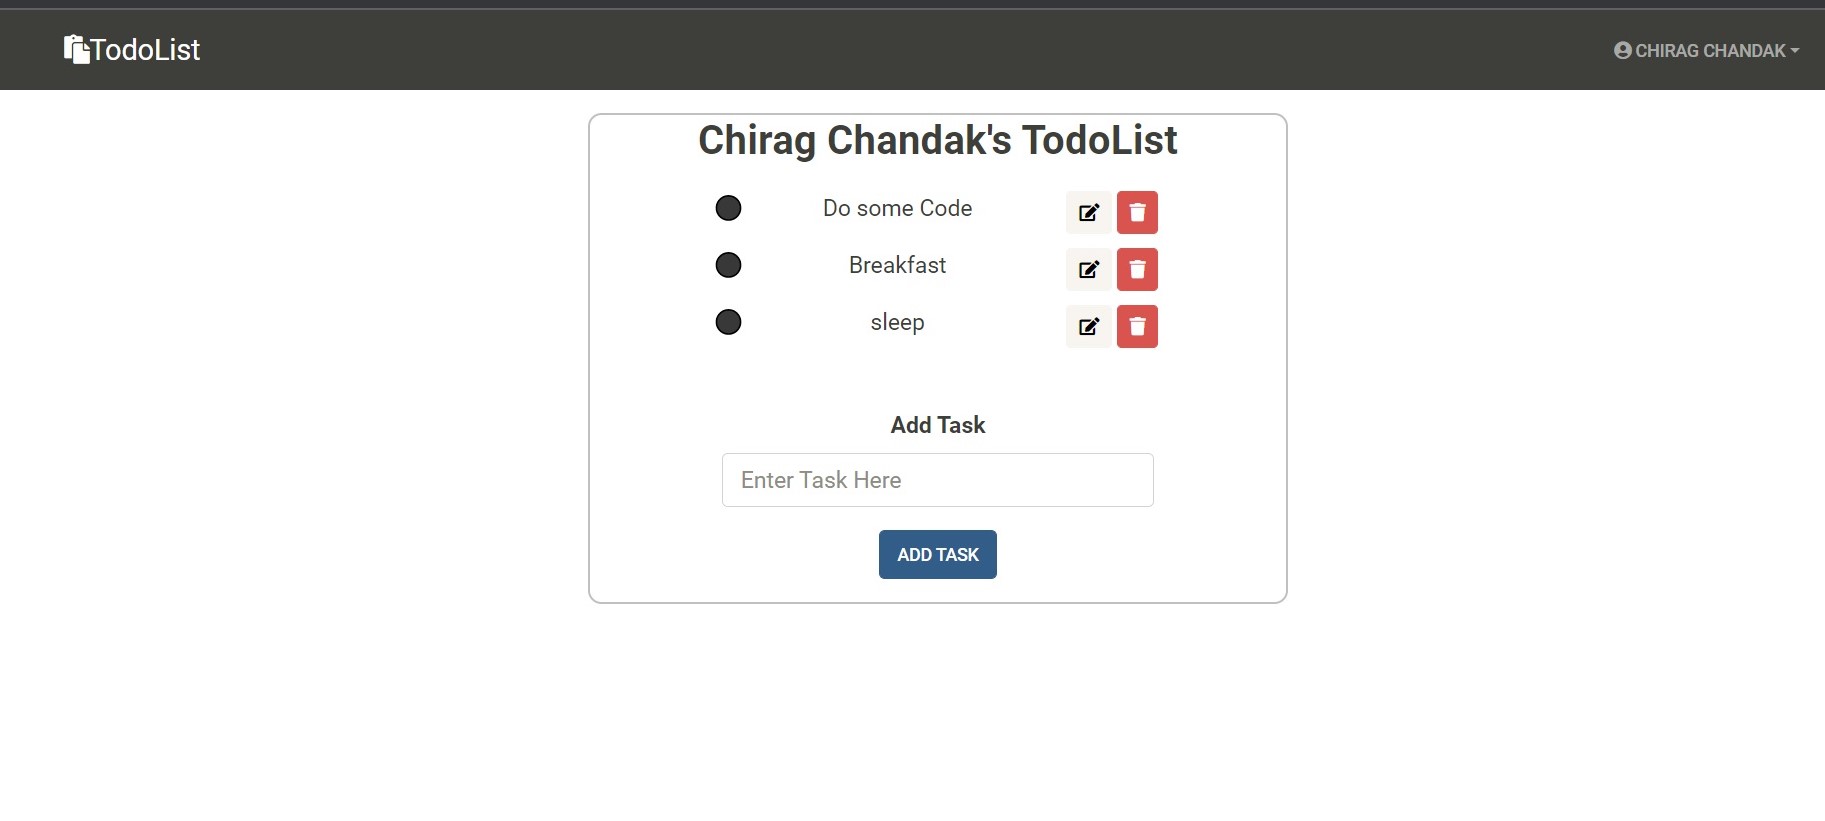 TodoList
CHIRAG CHANDAK
Chirag Chandak's TodoList
Do some Code
Breakfast
sleep
Add Task
Enter Task Here
ADD TASK